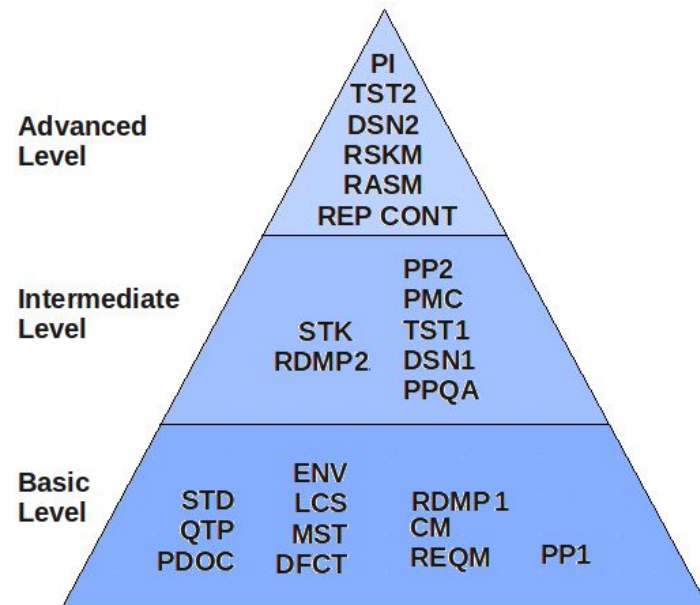 PI
TST2
DSN2
RSKM
RASM
REP CONT
Advanced
Level
Intermediate
Level
STK
RDMP2
PP2
PMC
TST1
DSN1
PPQA
Basic
Level
STD
QTP
PDOC
ENV
LCS
MST
DFCT
RDMP1
CM
REQM
PP1